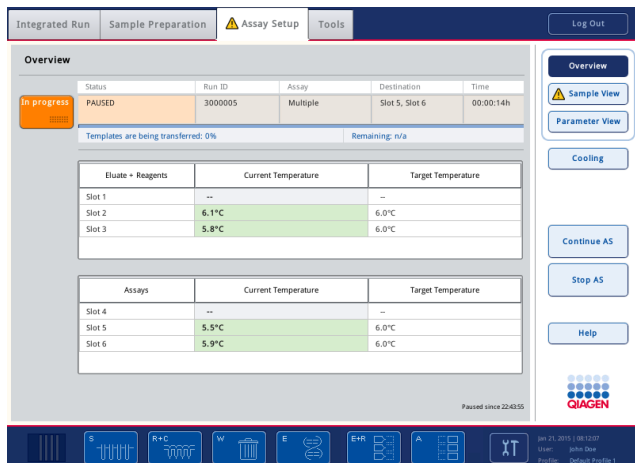 Integrated Run Sample Preparation Assay Setup Tools Log Out
Overview
Overview
Sample View
Parameter View
Cooling
Continue AS
Stop AS
Help
In progress
Status Run ID Assay Destination Time
PAUSED 3000005 Multiple Slot 5, Slot 6 00:00:14h
Templates are being transferred: 0% Remaining: n/a
Eluate + Reagents Current Temperature Target Temperature
Slot 1 -- --
Slot 2 6.1°C 6.0°C
Slot 3 5.8°C 6.0°C
Assays Current Temperature Target Temperature
Slot 4 -- --
Slot 5 5.5°C 6.0°C
Slot 6 5.9°C 6.0°C
Paused since 22:43:55
QIAGEN
S R+C W E E+R A
Jan 21, 2015 | 08:12:07
User: John Doe
Profile: Default Profile 1